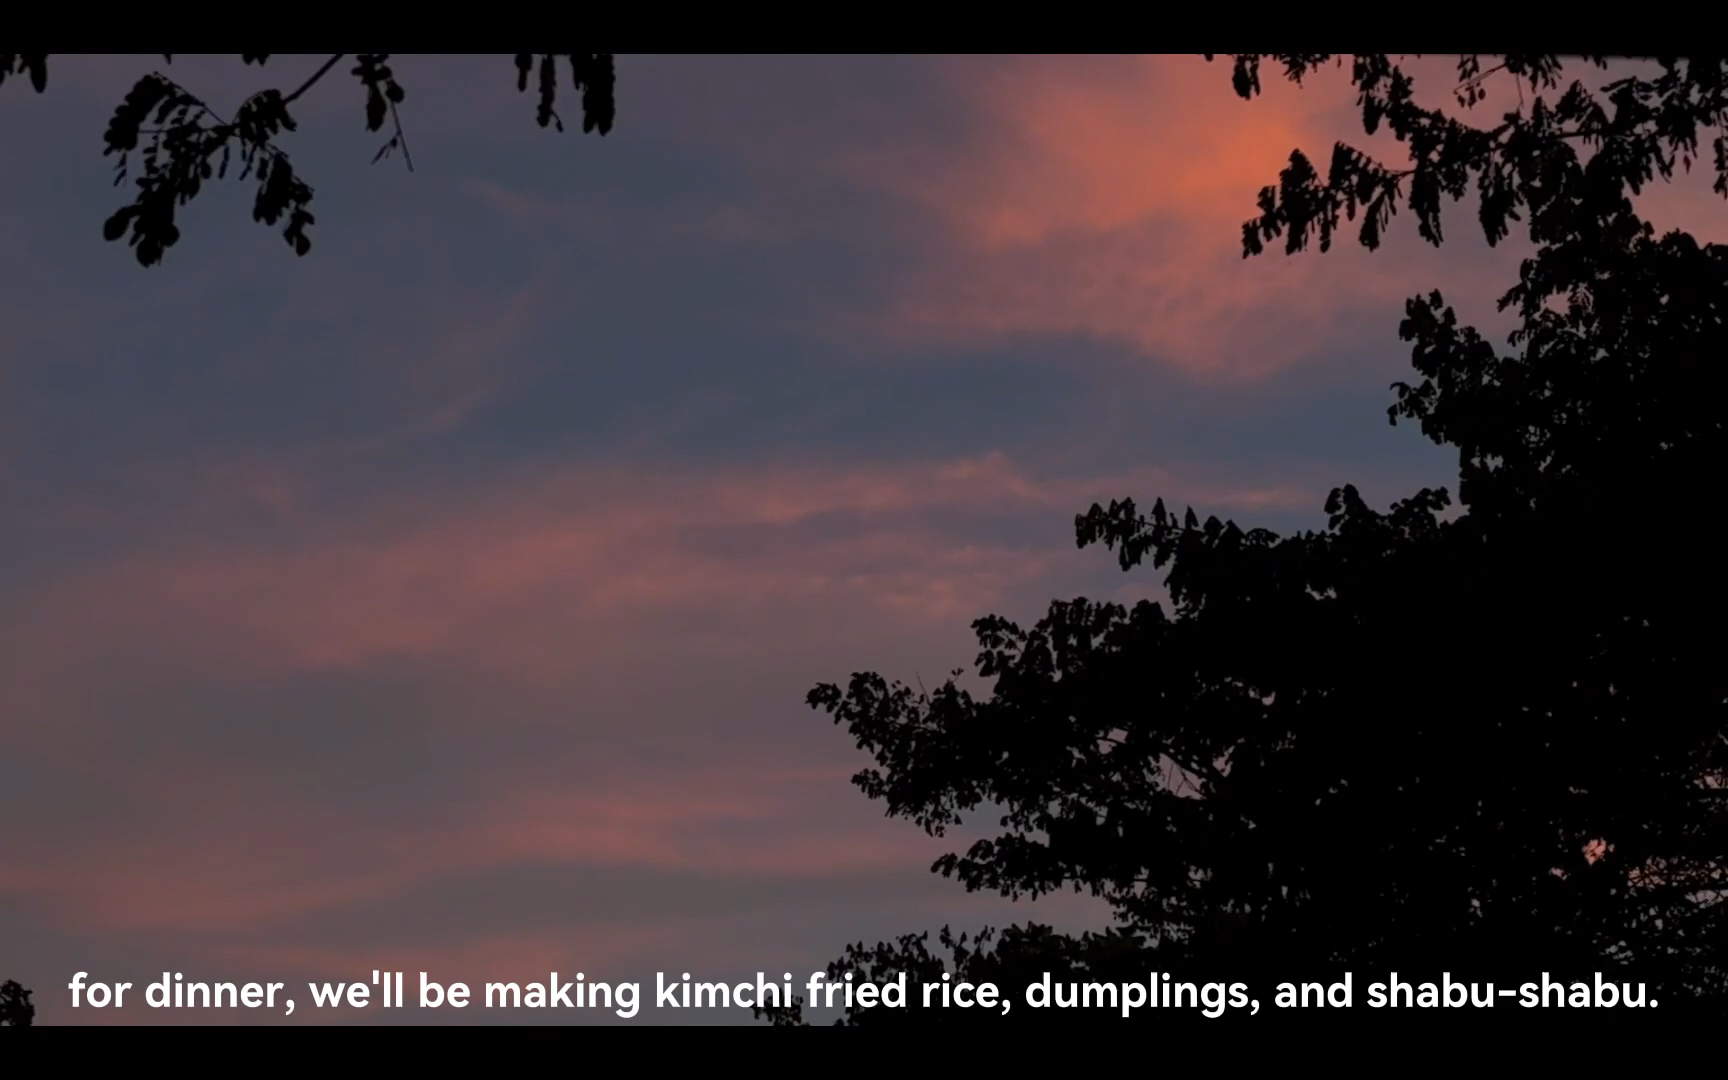 for dinner, we'll be making kimchi fried rice, dumplings, and shabu-shabu.